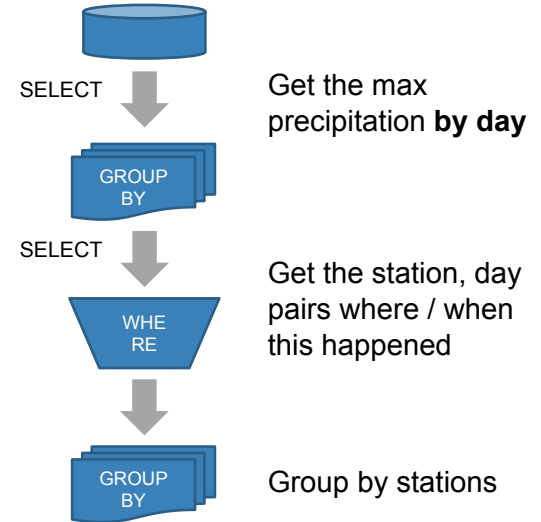 SELECT
Get the max
precipitation by day
GROUP
BY
SELECT
Get the station, day
pairs where / when
this happened
WHE
RE
GROUP
BY
Group by stations